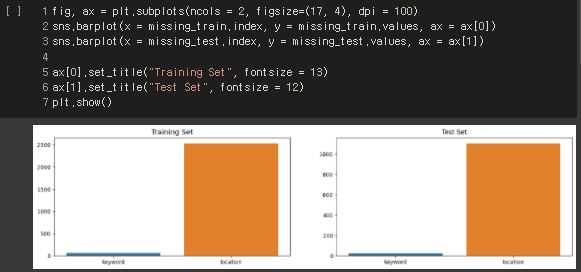 [ ]
1 fig, ax = plt.subplots(ncols = 2, figsize=(17, 4), dpi = 100)
2 sns.barplot(x = missing_train.index, y = missing_train.values, ax = ax[0])
3 sns.barplot(x = missing_test.index, y = missing_test.values, ax = ax[1])
4
5 ax[0].set_title("Training Set", fontsize = 13)
6 ax[1].set_title("Test Set", fontsize = 12)
7 plt.show()
Training Set
2500
2000
1500
1000
500
0
keyword location
Test Set
1000
800
600
400
200
0
keyword location